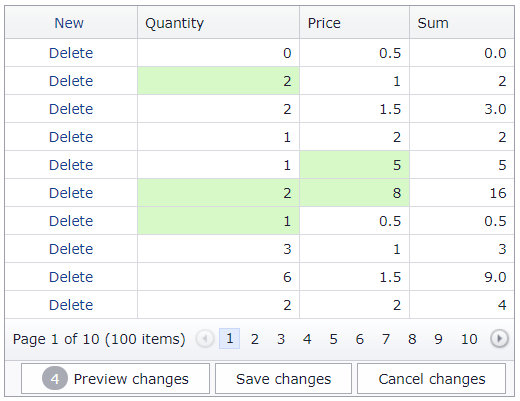 New Quantity Price Sum
Delete 0 0.5 0.0
Delete 2 1 2
Delete 2 1.5 3.0
Delete 1 2 2
Delete 1 5 5
Delete 2 8 16
Delete 1 0.5 0.5
Delete 3 1 3
Delete 6 1.5 9.0
Delete 2 2 4
Page 1 of 10 (100 items) 1 2 3 4 5 6 7 8 9 10
4 Preview changes Save changes Cancel changes